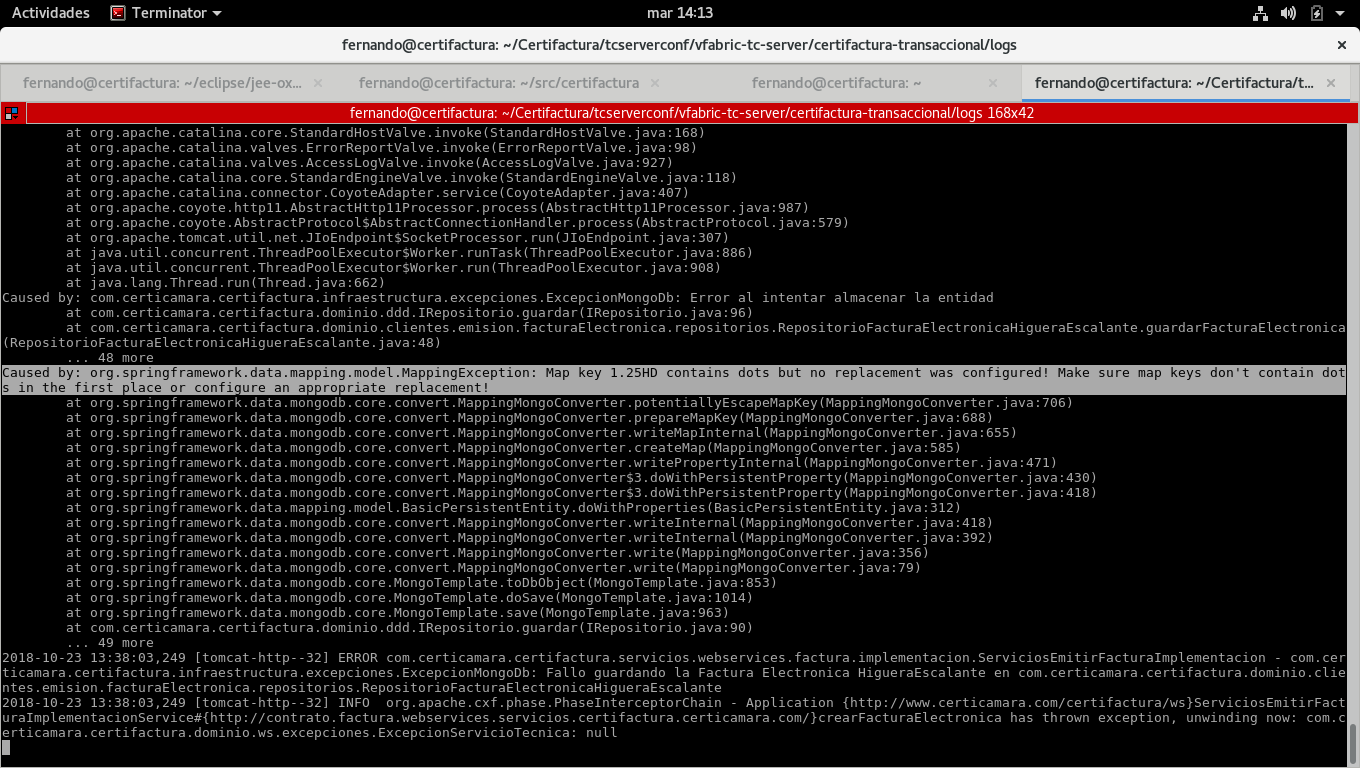 Actividades Terminator mar 14:13
fernando@certifactura: ~/Certifactura/tcserverconf/vfabric-tc-server/certifactura-transaccional/logs
fernando@certifactura: ~/eclipse/jee-ox... fernando@certifactura: ~/src/certifactura fernando@certifactura: ~ fernando@certifactura: ~/Certifactura/t...
fernando@certifactura: ~/Certifactura/tcserverconf/vfabric-tc-server/certifactura-transaccional/logs 168x42
at org.apache.catalina.core.StandardHostValve.invoke(StandardHostValve.java:168)
at org.apache.catalina.valves.ErrorReportValve.invoke(ErrorReportValve.java:98)
at org.apache.catalina.valves.AccessLogValve.invoke(AccessLogValve.java:927)
at org.apache.catalina.core.StandardEngineValve.invoke(StandardEngineValve.java:118)
at org.apache.catalina.connector.CoyoteAdapter.service(CoyoteAdapter.java:407)
at org.apache.coyote.http11.AbstractHttp11Processor.process(AbstractHttp11Processor.java:987)
at org.apache.coyote.AbstractProtocol$AbstractConnectionHandler.process(AbstractProtocol.java:579)
at org.apache.tomcat.util.net.JIoEndpoint$SocketProcessor.run(JIoEndpoint.java:307)
at java.util.concurrent.ThreadPoolExecutor$Worker.runTask(ThreadPoolExecutor.java:886)
at java.util.concurrent.ThreadPoolExecutor$Worker.run(ThreadPoolExecutor.java:908)
at java.lang.Thread.run(Thread.java:662)
Caused by: com.certicamara.certifactura.infraestructura.excepciones.ExcepcionMongoDb: Error al intentar almacenar la entidad
at com.certicamara.certifactura.dominio.ddd.IRepositorio.guardar(IRepositorio.java:96)
at com.certicamara.certifactura.dominio.clientes.emision.facturaElectronica.repositorios.RepositorioFacturaElectronicaHigueraEscalante.guardarFacturaElectronica
(RepositorioFacturaElectronicaHigueraEscalante.java:48)
... 48 more
Caused by: org.springframework.data.mapping.model.MappingException: Map key 1.25HD contains dots but no replacement was configured! Make sure map keys don't contain dot
s in the first place or configure an appropriate replacement!
at org.springframework.data.mongodb.core.convert.MappingMongoConverter.potentiallyEscapeMapKey(MappingMongoConverter.java:706)
at org.springframework.data.mongodb.core.convert.MappingMongoConverter.prepareMapKey(MappingMongoConverter.java:688)
at org.springframework.data.mongodb.core.convert.MappingMongoConverter.writeMapInternal(MappingMongoConverter.java:655)
at org.springframework.data.mongodb.core.convert.MappingMongoConverter.createMap(MappingMongoConverter.java:585)
at org.springframework.data.mongodb.core.convert.MappingMongoConverter.writePropertyInternal(MappingMongoConverter.java:471)
at org.springframework.data.mongodb.core.convert.MappingMongoConverter$3.doWithPersistentProperty(MappingMongoConverter.java:430)
at org.springframework.data.mongodb.core.convert.MappingMongoConverter$3.doWithPersistentProperty(MappingMongoConverter.java:418)
at org.springframework.data.mapping.model.BasicPersistentEntity.doWithProperties(BasicPersistentEntity.java:312)
at org.springframework.data.mongodb.core.convert.MappingMongoConverter.writeInternal(MappingMongoConverter.java:418)
at org.springframework.data.mongodb.core.convert.MappingMongoConverter.writeInternal(MappingMongoConverter.java:392)
at org.springframework.data.mongodb.core.convert.MappingMongoConverter.write(MappingMongoConverter.java:356)
at org.springframework.data.mongodb.core.convert.MappingMongoConverter.write(MappingMongoConverter.java:79)
at org.springframework.data.mongodb.core.MongoTemplate.toDbObject(MongoTemplate.java:853)
at org.springframework.data.mongodb.core.MongoTemplate.doSave(MongoTemplate.java:1014)
at org.springframework.data.mongodb.core.MongoTemplate.save(MongoTemplate.java:963)
at com.certicamara.certifactura.dominio.ddd.IRepositorio.guardar(IRepositorio.java:90)
... 49 more
2018-10-23 13:38:03,249 [tomcat-http--32] ERROR com.certicamara.certifactura.servicios.webservices.factura.implementacion.ServiciosEmitirFacturaImplementacion - com.cer
ticamara.certifactura.infraestructura.excepciones.ExcepcionMongoDb: Fallo guardando la Factura Electronica HigueraEscalante en com.certicamara.certifactura.dominio.clie
ntes.emision.facturaElectronica.repositorios.RepositorioFacturaElectronicaHigueraEscalante
2018-10-23 13:38:03,249 [tomcat-http--32] INFO  org.apache.cxf.phase.PhaseInterceptorChain - Application {http://www.certicamara.com/certifactura/ws}ServiciosEmitirFact
uraImplementacionService#{http://contrato.factura.webservices.servicios.certifactura.certicamara.com/}crearFacturaElectronica has thrown exception, unwinding now: com.c
erticamara.certifactura.dominio.ws.excepciones.ExcepcionServicioTecnica: null